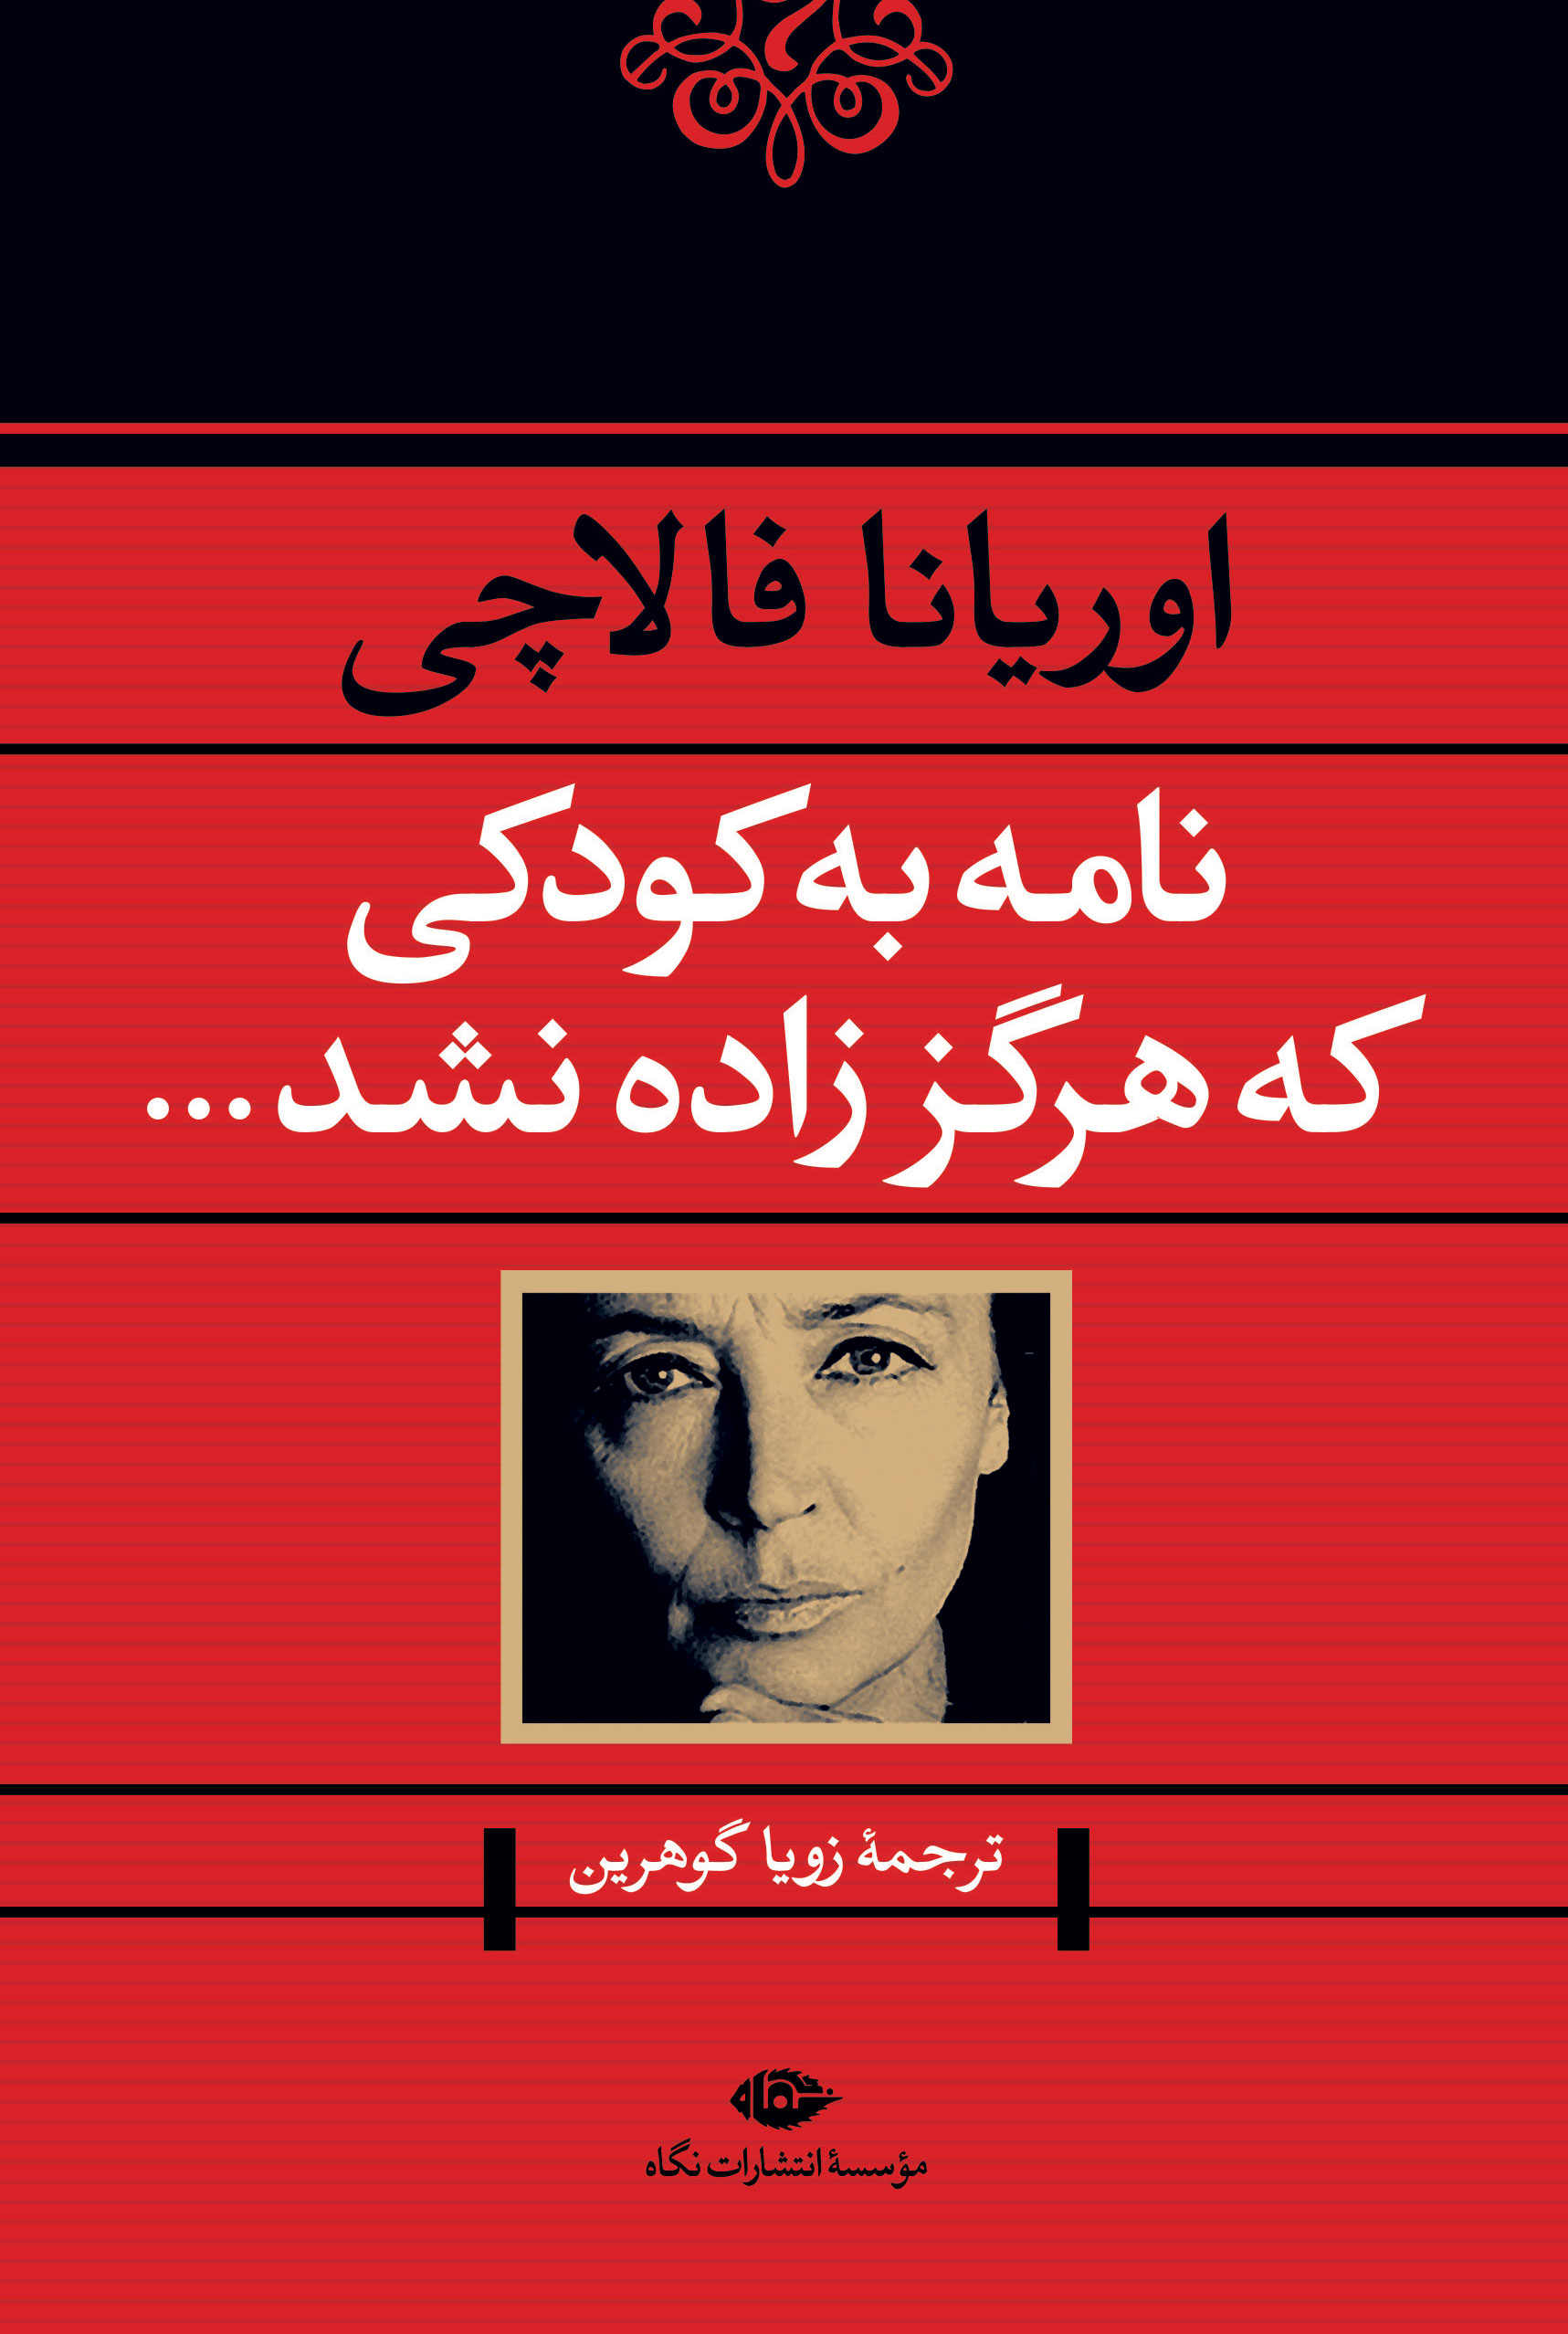 اوریانا فالاچی
نامه به کودکی
که هرگز زاده نشد...
ترجمهٔ زویا گوهرین
نگاه
مؤسسهٔ انتشارات نگاه